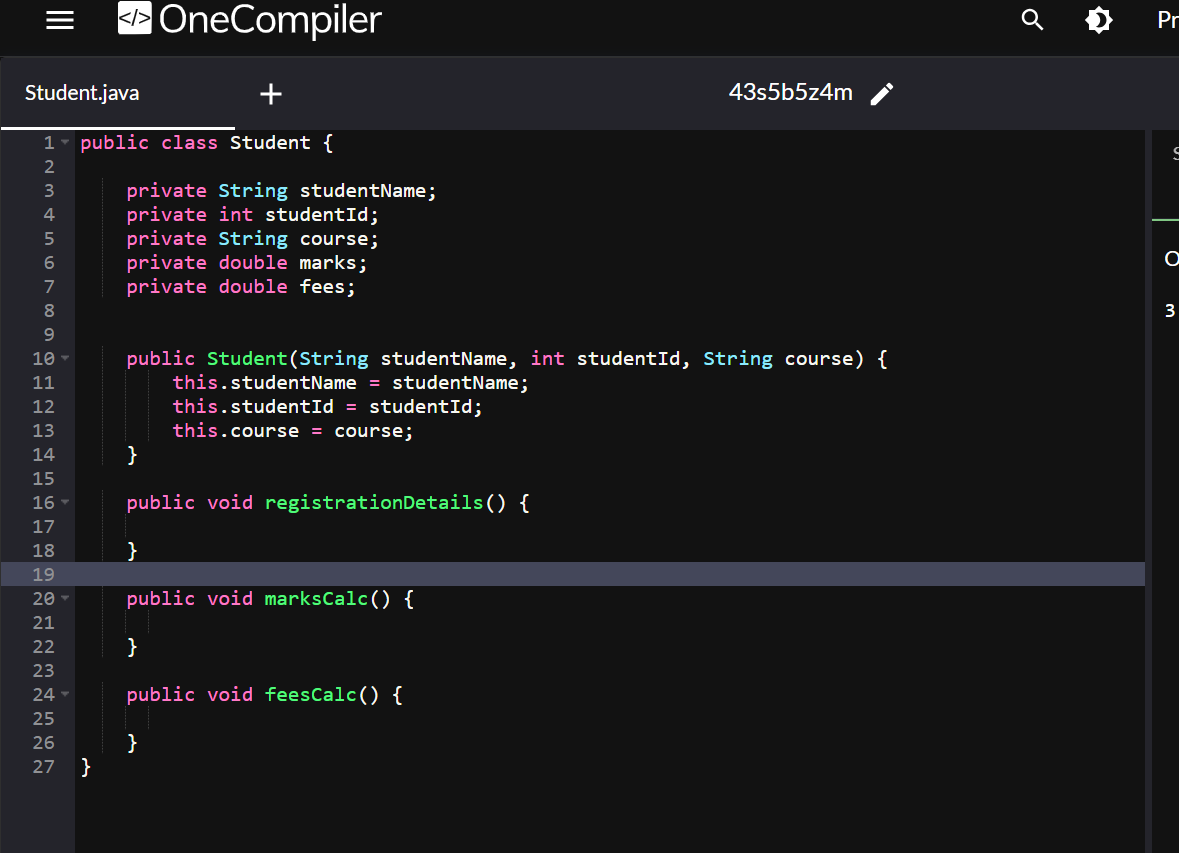 </> OneCompiler Pr
Student.java + 43s5b5z4m
1 public class Student {
2
3     private String studentName;
4     private int studentId;
5     private String course;
6     private double marks;
7     private double fees;
8
9
10     public Student(String studentName, int studentId, String course) {
11         this.studentName = studentName;
12         this.studentId = studentId;
13         this.course = course;
14     }
15
16     public void registrationDetails() {
17
18     }
19
20     public void marksCalc() {
21
22     }
23
24     public void feesCalc() {
25
26     }
27 }
3